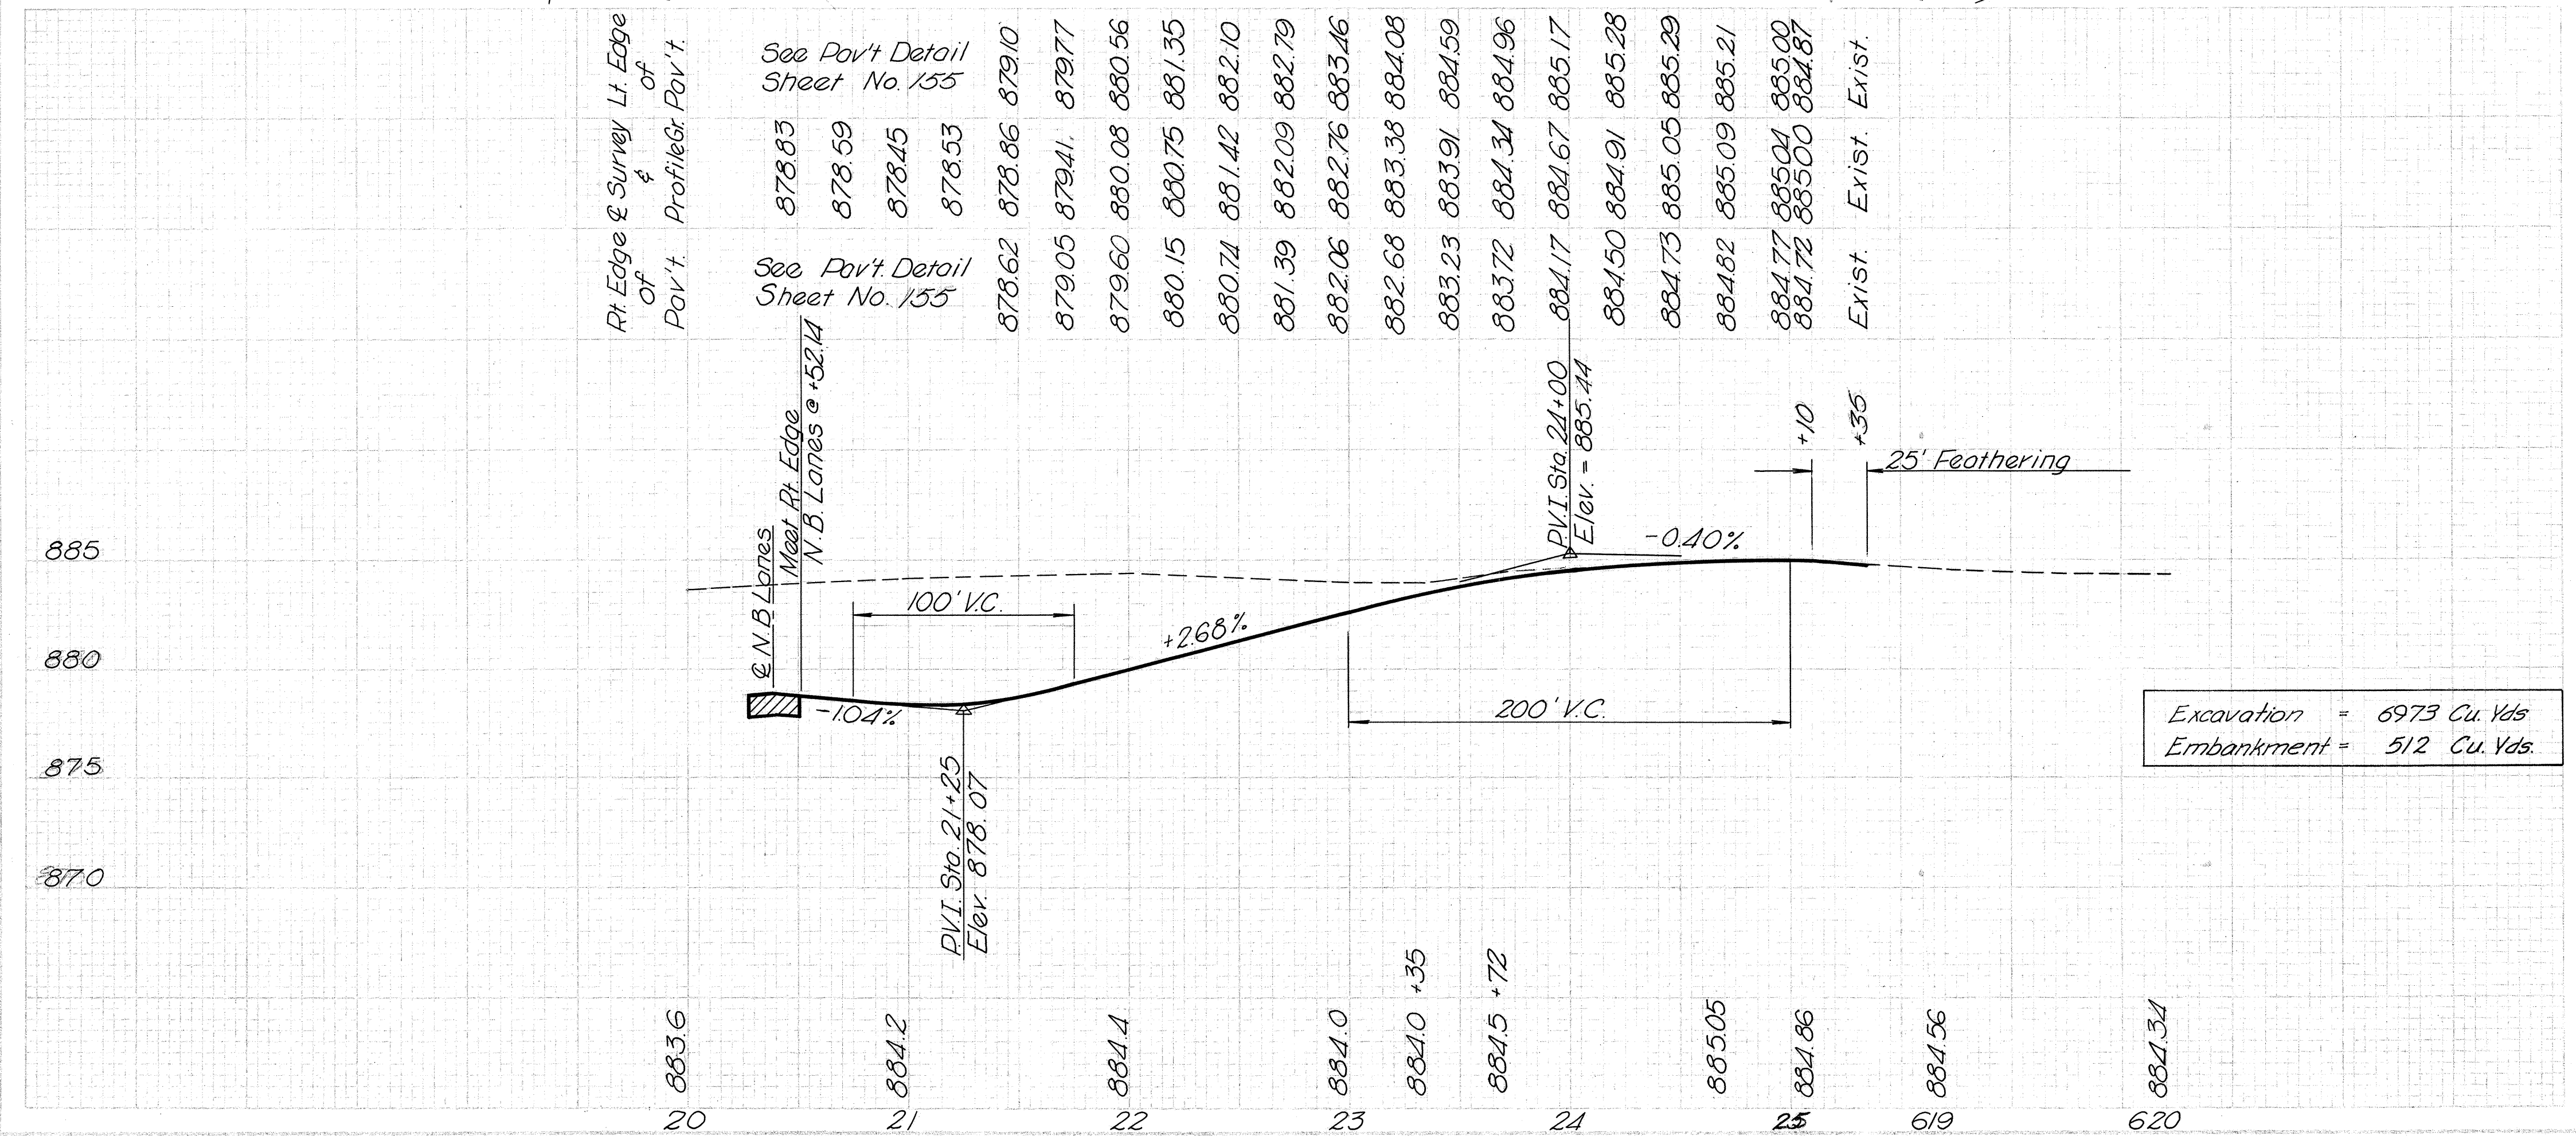 Lt. Edge
of
Pav't.
See Pav't Detail
Sheet No. 155
879.10
879.77
880.56
881.35
882.10
882.79
883.46
884.08
884.59
884.96
885.17
885.28
885.29
885.21
885.00
884.87
Exist.
℄ Survey
&
Profile Gr.
878.83
878.59
878.45
878.53
878.86
879.41.
880.08
880.75
881.42
882.09
882.76
883.38
883.91
884.34
884.67
884.91
885.05
885.09
885.04
885.00
Exist.
Rt. Edge
of
Pav't.
See Pav't. Detail
Sheet No. 155
878.62
879.05
879.60
880.15
880.74
881.39
882.06
882.68
883.23
883.72
884.17
884.50
884.73
884.82
884.77
884.72
Exist.
℄ N.B Lanes
Meet Rt. Edge
N.B. Lanes @ +52.14
P.V.I. Sta. 24+00
Elev. = 885.44
+10
+35
25' Feathering
885
880
875
870
-0.40%
100' V.C.
+2.68%
-1.04%
200' V.C.
P.V.I. Sta. 21+25
Elev. 878.07
Excavation = 6973 Cu. Yds
Embankment = 512 Cu. Yds.
883.6
884.2
884.4
884.0
884.0 +35
884.5 +72
885.05
884.86
884.56
884.34
20
21
22
23
24
25
619
620